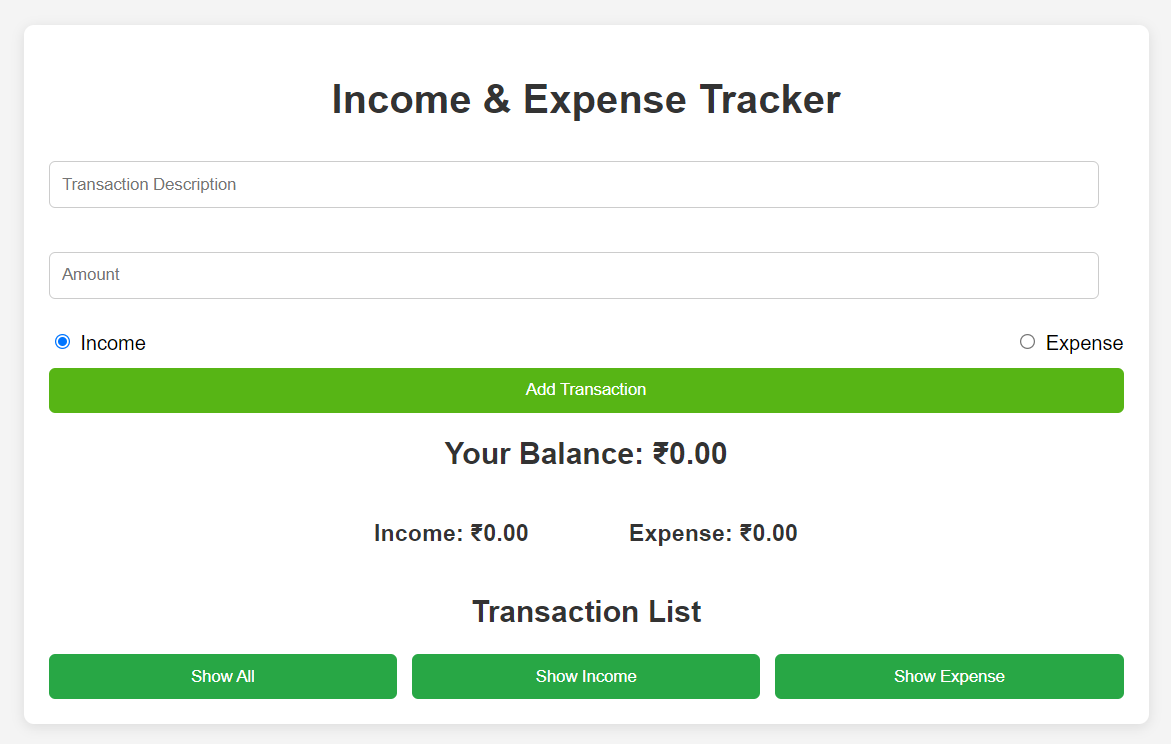 Income & Expense Tracker
Transaction Description
Amount
Income Expense
Add Transaction
Your Balance: ₹0.00
Income: ₹0.00 Expense: ₹0.00
Transaction List
Show All Show Income Show Expense